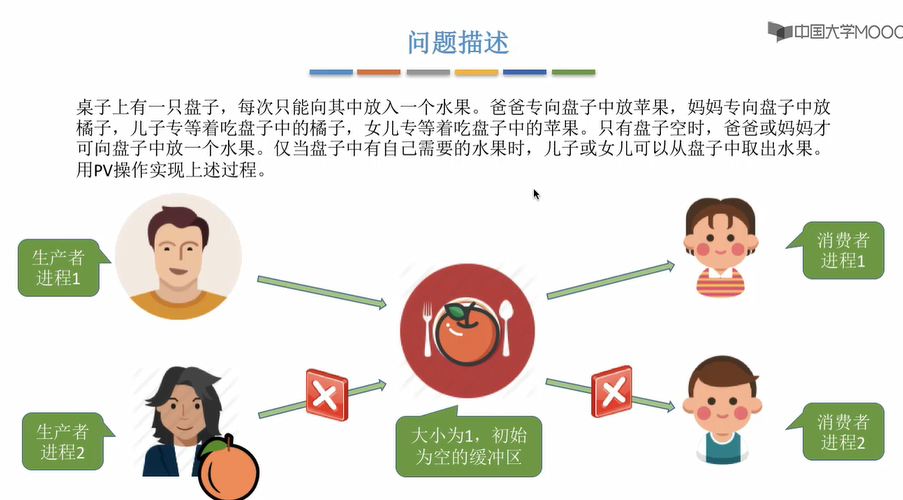 问题描述
中国大学MOOC
桌子上有一只盘子，每次只能向其中放入一个水果。爸爸专向盘子中放苹果，妈妈专向盘子中放
橘子，儿子专等着吃盘子中的橘子，女儿专等着吃盘子中的苹果。只有盘子空时，爸爸或妈妈才
可向盘子中放一个水果。仅当盘子中有自己需要的水果时，儿子或女儿可以从盘子中取出水果。
用PV操作实现上述过程。
生产者
进程1
消费者
进程1
生产者
进程2
大小为1，初始
为空的缓冲区
消费者
进程2